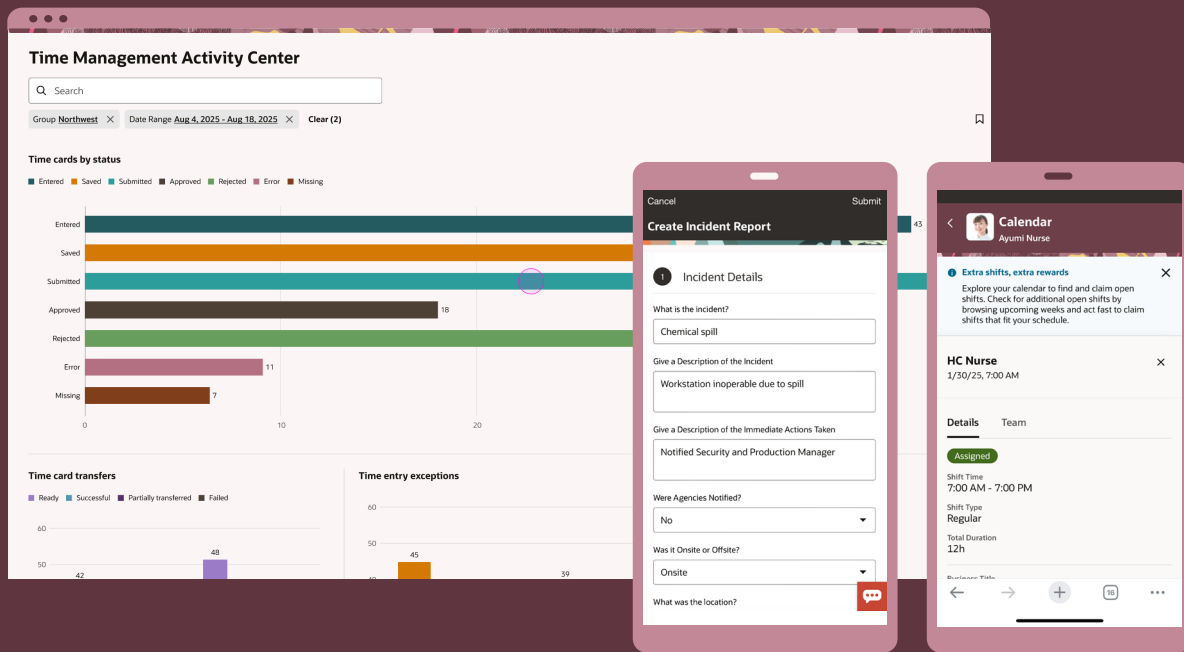 Time Management Activity Center
Search
Group Northwest
Date Range Aug 4, 2025 - Aug 18, 2025
Clear (2)
Time cards by status
Entered Saved Submitted Approved Rejected Error Missing
Entered
43
Saved
Submitted
Approved
18
Rejected
Error
11
Missing
7
0 10 20
Time card transfers
Ready Successful Partially transferred Failed
60
50
48
42
Time entry exceptions
60
50
45
39
Cancel Submit
Create Incident Report
1 Incident Details
What is the incident?
Chemical spill
Give a Description of the Incident
Workstation inoperable due to spill
Give a Description of the Immediate Actions Taken
Notified Security and Production Manager
Were Agencies Notified?
No
Was it Onsite or Offsite?
Onsite
What was the location?
Calendar
Ayumi Nurse
Extra shifts, extra rewards
Explore your calendar to find and claim open
shifts. Check for additional open shifts by
browsing upcoming weeks and act fast to claim
shifts that fit your schedule.
HC Nurse
1/30/25, 7:00 AM
Details Team
Assigned
Shift Time
7:00 AM - 7:00 PM
Shift Type
Regular
Total Duration
12h
Business Title
16